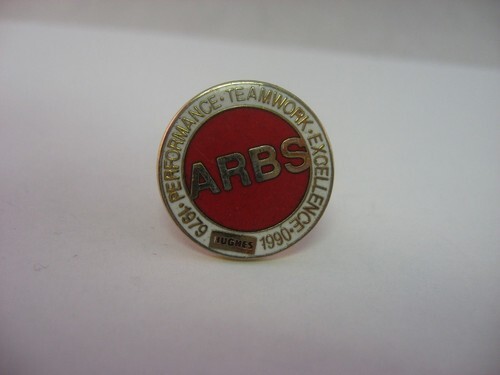 PERFORMANCE · TEAMWORK · EXCELLENCE ·
ARBS
· 1979
HUGHES
1990 ·